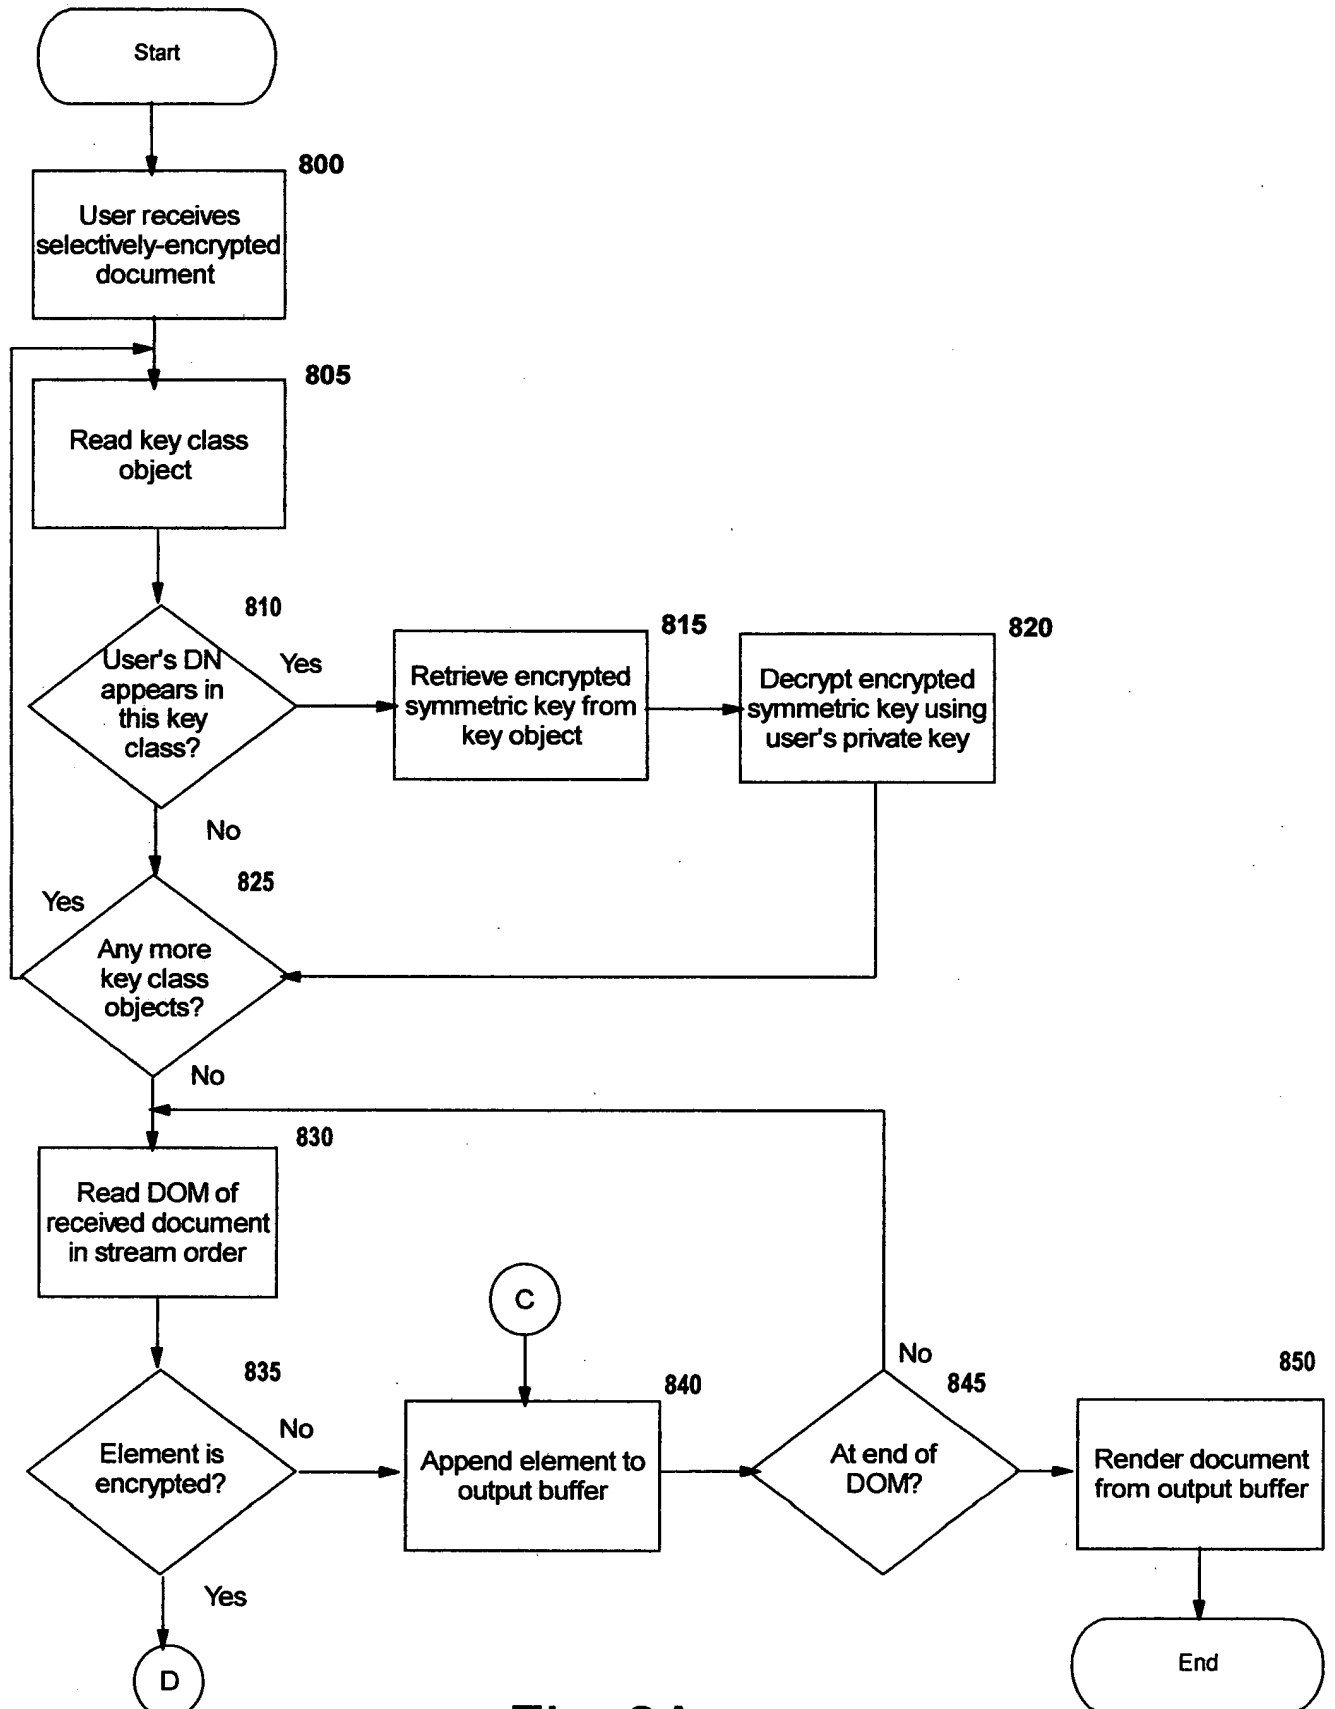 Start
800
User receives
selectively-encrypted
document
805
Read key class
object
810
User's DN
appears in
this key
class?
Yes
815
Retrieve encrypted
symmetric key from
key object
820
Decrypt encrypted
symmetric key using
user's private key
No
825
Yes
Any more
key class
objects?
No
830
Read DOM of
received document
in stream order
C
835
Element is
encrypted?
No
840
Append element to
output buffer
No
845
At end of
DOM?
850
Render document
from output buffer
Yes
D
End